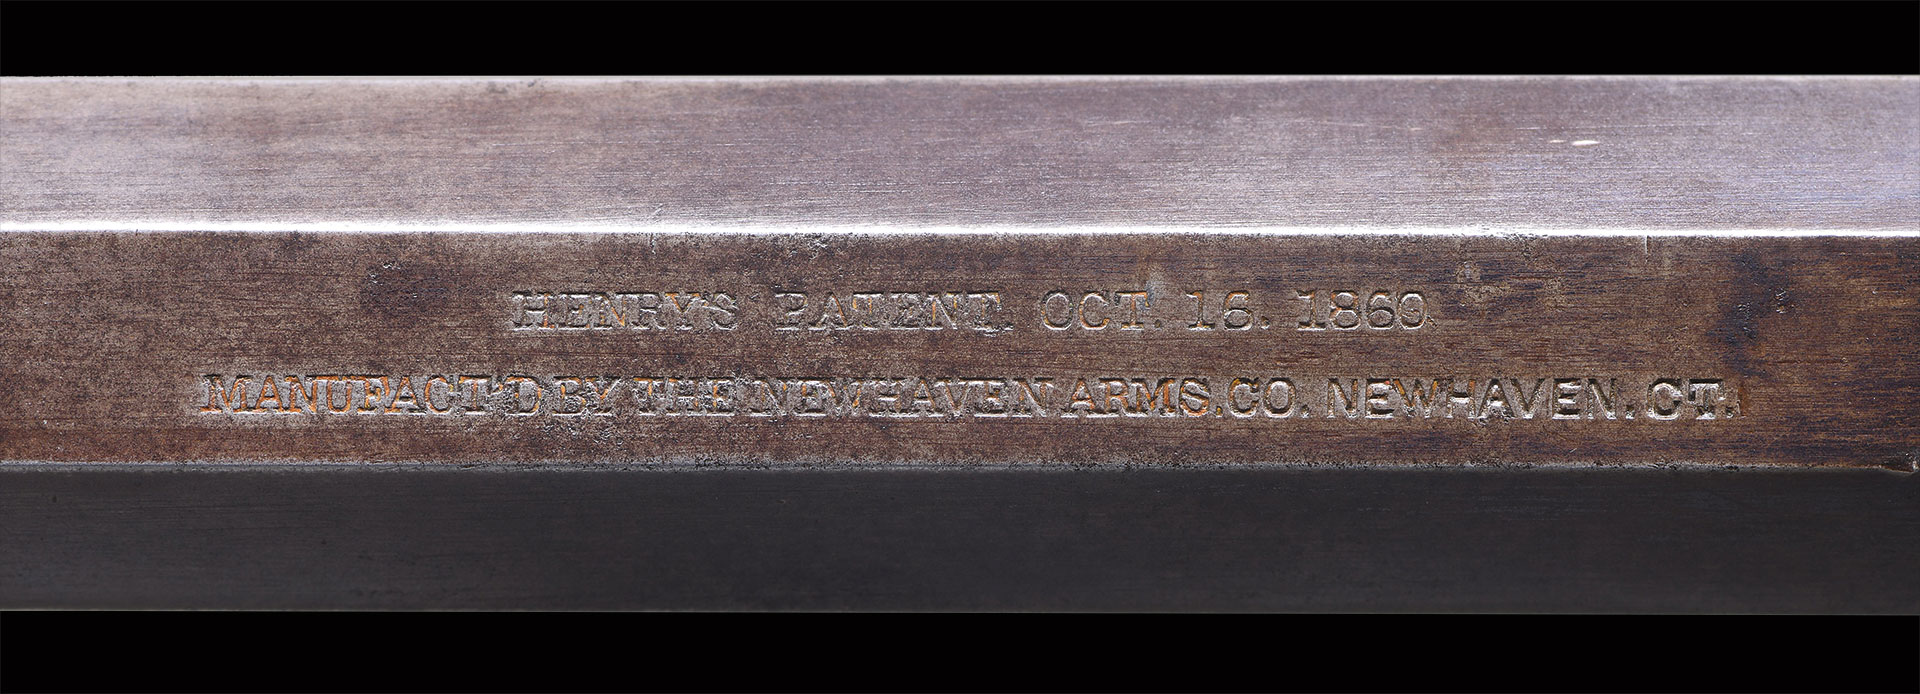 HENRY'S PATENT. OCT. 16. 1860.
MANUFACT'D BY THE NEWHAVEN ARMS. CO. NEWHAVEN. CT.